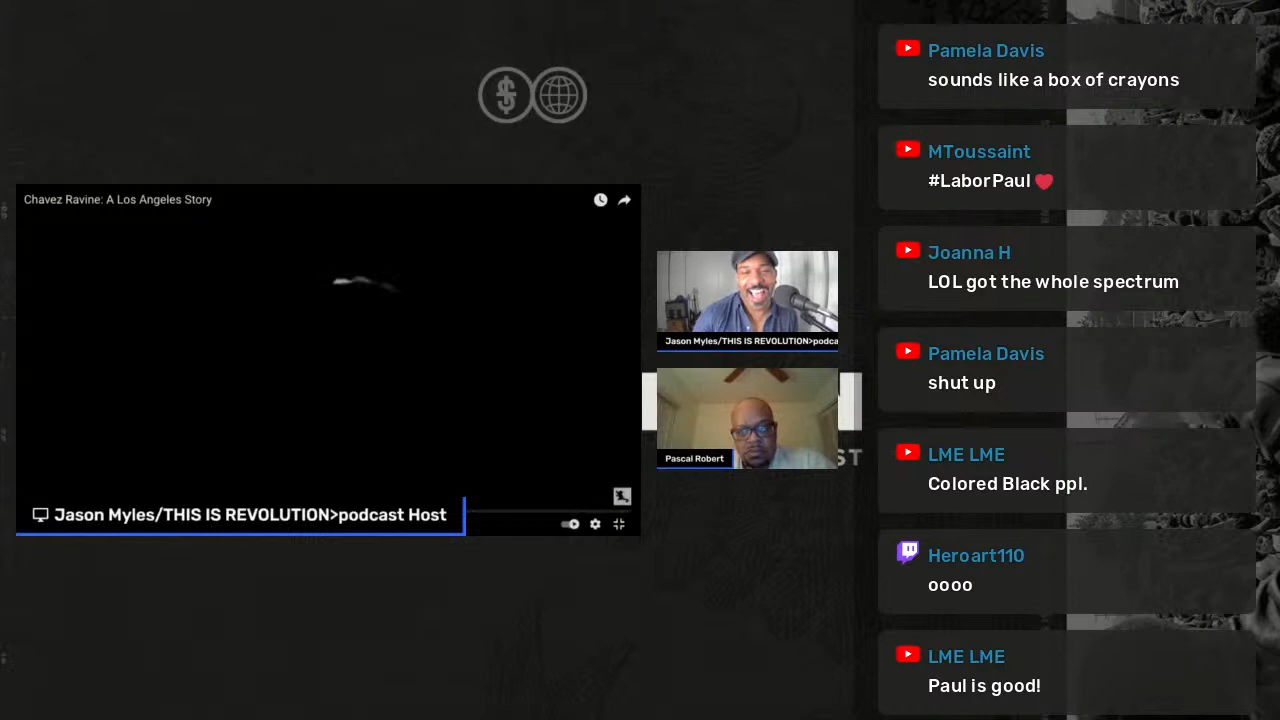 Chavez Ravine: A Los Angeles Story
Jason Myles/THIS IS REVOLUTION>podcast Host
Jason Myles/THIS IS REVOLUTION>podca
Pascal Robert
ST
Pamela Davis
sounds like a box of crayons
MToussaint
#LaborPaul
Joanna H
LOL got the whole spectrum
Pamela Davis
shut up
LME LME
Colored Black ppl.
Heroart110
oooo
LME LME
Paul is good!